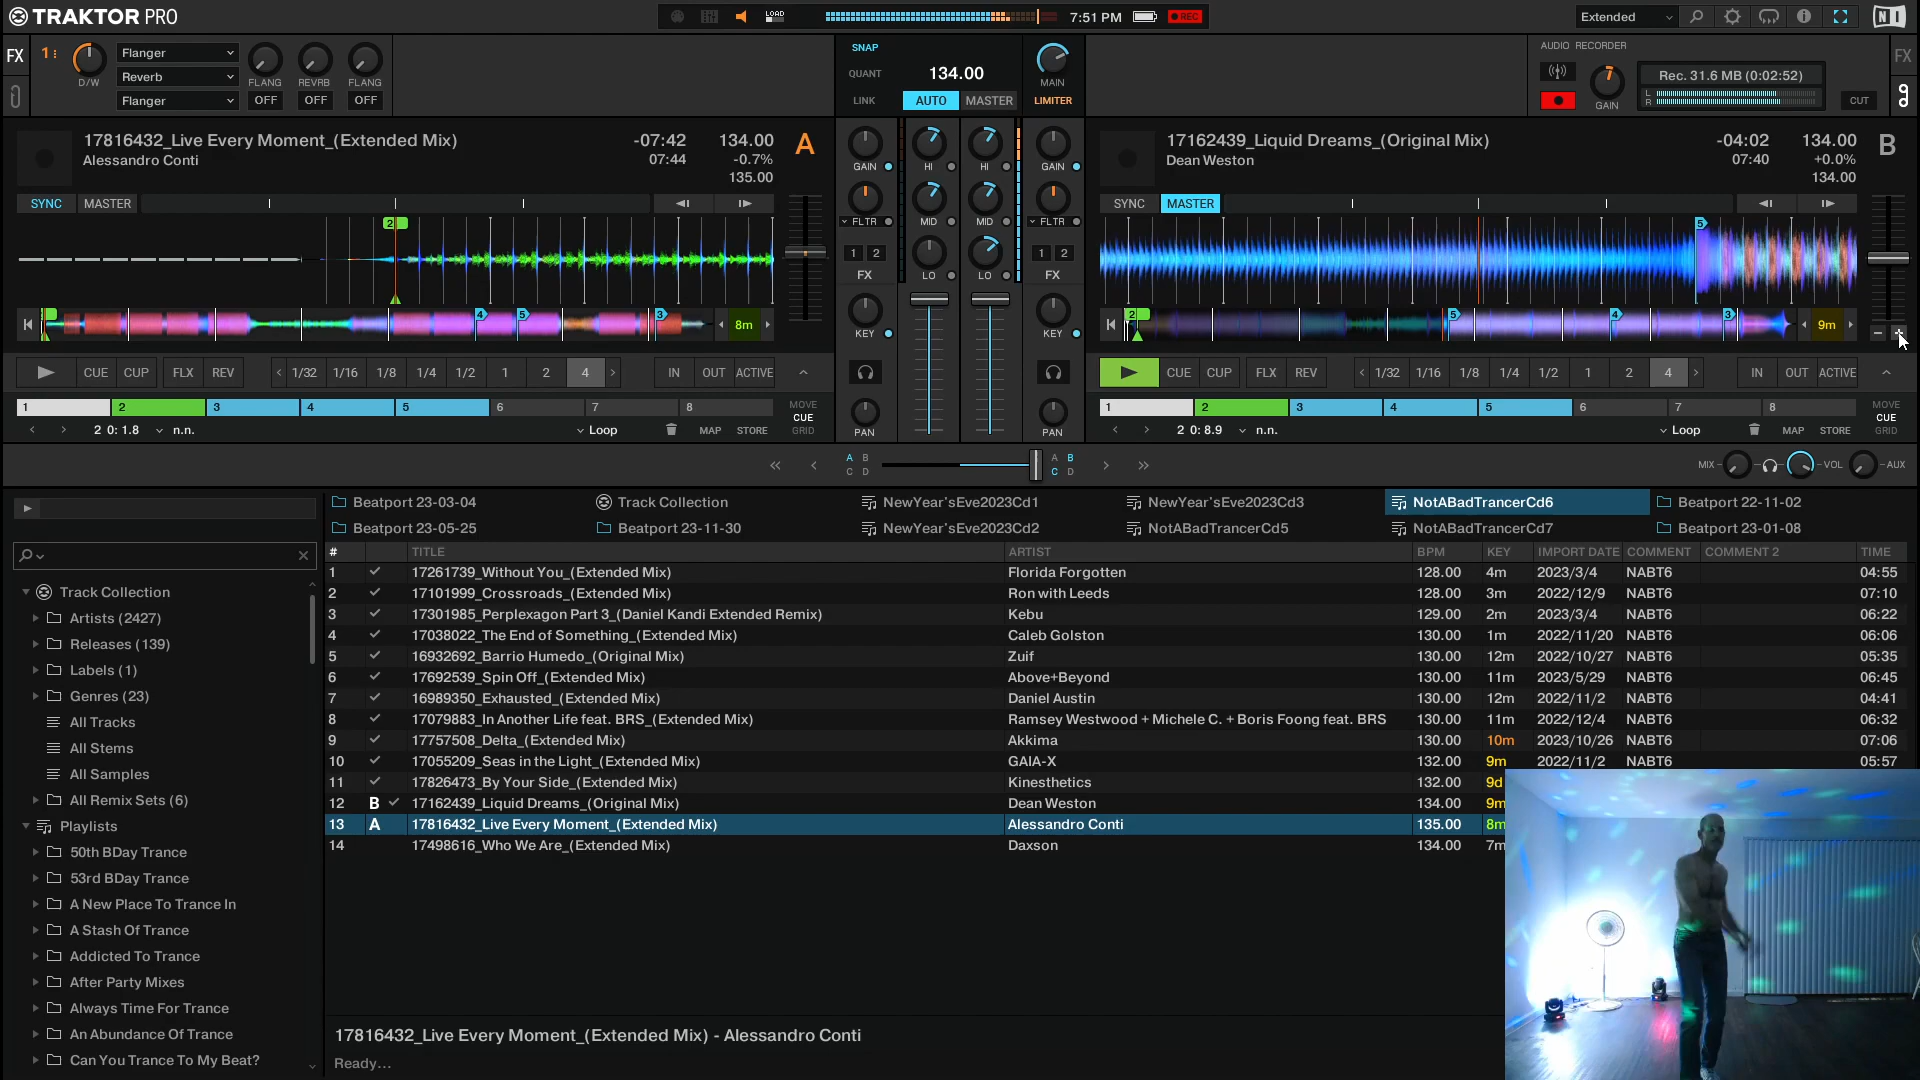 TRAKTOR PRO
LOAD
7:51 PM
REC
Extended
FX
1
D/W
Flanger
Reverb
Flanger
FLANG
REVRB
FLANG
OFF
OFF
OFF
SNAP
QUANT
LINK
134.00
AUTO
MASTER
MAIN
LIMITER
AUDIO RECORDER
GAIN
Rec. 31.6 MB (0:02:52)
L
R
CUT
FX
17816432_Live Every Moment_(Extended Mix)
Alessandro Conti
-07:42
07:44
134.00
-0.7%
135.00
A
SYNC
MASTER
2
4
5
3
8m
CUE
CUP
FLX
REV
1/32
1/16
1/8
1/4
1/2
1
2
4
IN
OUT
ACTIVE
1
2
3
4
5
6
7
8
MOVE
CUE
GRID
2 0: 1.8
n.n.
Loop
MAP
STORE
GAIN
HI
HI
GAIN
FLTR
MID
MID
FLTR
1 2
1 2
FX
LO
LO
FX
KEY
KEY
PAN
PAN
17162439_Liquid Dreams_(Original Mix)
Dean Weston
-04:02
07:40
134.00
+0.0%
134.00
B
SYNC
MASTER
5
2
5
4
3
9m
CUE
CUP
FLX
REV
1/32
1/16
1/8
1/4
1/2
1
2
4
IN
OUT
ACTIVE
1
2
3
4
5
6
7
8
MOVE
CUE
GRID
2 0: 8.9
n.n.
Loop
MAP
STORE
A B
C D
A B
C D
MIX
VOL
AUX
Beatport 23-03-04
Track Collection
NewYear'sEve2023Cd1
NewYear'sEve2023Cd3
NotABadTrancerCd6
Beatport 22-11-02
Beatport 23-05-25
Beatport 23-11-30
NewYear'sEve2023Cd2
NotABadTrancerCd5
NotABadTrancerCd7
Beatport 23-01-08
Track Collection
Artists (2427)
Releases (139)
Labels (1)
Genres (23)
All Tracks
All Stems
All Samples
All Remix Sets (6)
Playlists
50th BDay Trance
53rd BDay Trance
A New Place To Trance In
A Stash Of Trance
Addicted To Trance
After Party Mixes
Always Time For Trance
An Abundance Of Trance
Can You Trance To My Beat?
# TITLE ARTIST BPM KEY IMPORT DATE COMMENT COMMENT 2 TIME
1 17261739_Without You_(Extended Mix) Florida Forgotten 128.00 4m 2023/3/4 NABT6 04:55
2 17101999_Crossroads_(Extended Mix) Ron with Leeds 128.00 3m 2022/12/9 NABT6 07:10
3 17301985_Perplexagon Part 3_(Daniel Kandi Extended Remix) Kebu 129.00 2m 2023/3/4 NABT6 06:22
4 17038022_The End of Something_(Extended Mix) Caleb Golston 130.00 1m 2022/11/20 NABT6 06:06
5 16932692_Barrio Humedo_(Original Mix) Zuif 130.00 12m 2022/10/27 NABT6 05:35
6 17692539_Spin Off_(Extended Mix) Above+Beyond 130.00 11m 2023/5/29 NABT6 06:45
7 16989350_Exhausted_(Extended Mix) Daniel Austin 130.00 12m 2022/11/2 NABT6 04:41
8 17079883_In Another Life feat. BRS_(Extended Mix) Ramsey Westwood + Michele C. + Boris Foong feat. BRS 130.00 11m 2022/12/4 NABT6 06:32
9 17757508_Delta_(Extended Mix) Akkima 130.00 10m 2023/10/26 NABT6 07:06
10 17055209_Seas in the Light_(Extended Mix) GAIA-X 132.00 9m 2022/11/2 NABT6 05:57
11 17826473_By Your Side_(Extended Mix) Kinesthetics 132.00 9d
12 B 17162439_Liquid Dreams_(Original Mix) Dean Weston 134.00 9m
13 A 17816432_Live Every Moment_(Extended Mix) Alessandro Conti 135.00 8m
14 17498616_Who We Are_(Extended Mix) Daxson 134.00 7m
17816432_Live Every Moment_(Extended Mix) - Alessandro Conti
Ready...